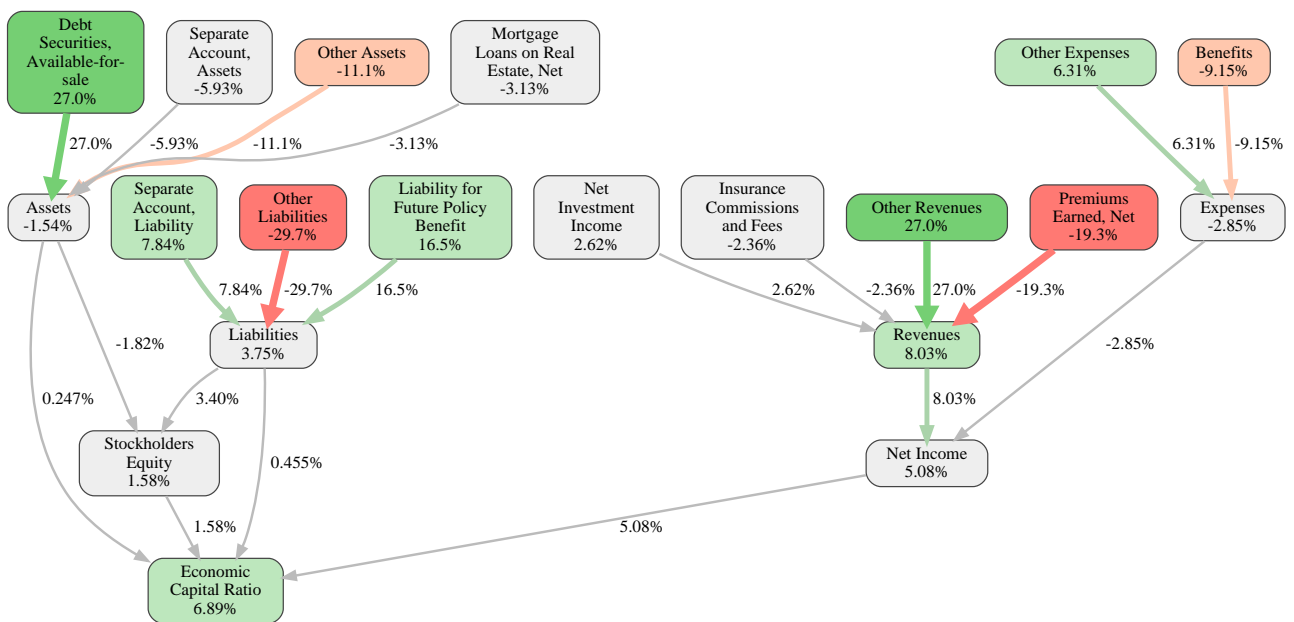 Debt
Securities,
Available-for-
sale
27.0%
Separate
Account,
Assets
-5.93%
Other Assets
-11.1%
Mortgage
Loans on Real
Estate, Net
-3.13%
Other Expenses
6.31%
Benefits
-9.15%
27.0%
-5.93%
-11.1%
-3.13%
6.31%
-9.15%
Assets
-1.54%
Separate
Account,
Liability
7.84%
Other
Liabilities
-29.7%
Liability for
Future Policy
Benefit
16.5%
Net
Investment
Income
2.62%
Insurance
Commissions
and Fees
-2.36%
Other Revenues
27.0%
Premiums
Earned, Net
-19.3%
Expenses
-2.85%
7.84%
-29.7%
16.5%
2.62%
-2.36%
27.0%
-19.3%
-1.82%
Liabilities
3.75%
Revenues
8.03%
-2.85%
0.247%
3.40%
8.03%
Stockholders
Equity
1.58%
0.455%
Net Income
5.08%
1.58%
5.08%
Economic
Capital Ratio
6.89%